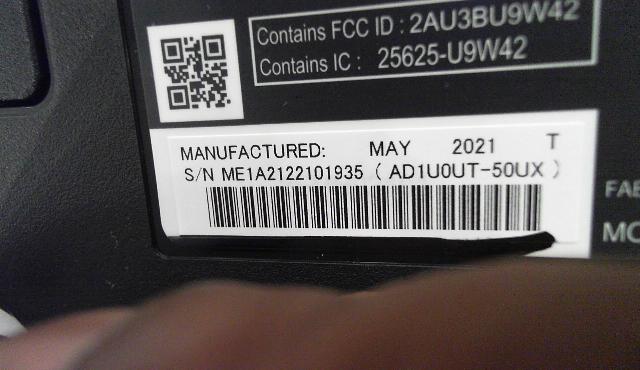 Contains FCC ID : 2AU3BU9W42
Contains IC : 25625-U9W42
MANUFACTURED: MAY 2021 T
S/N ME1A2122101935 ( AD1U0UT-50UX )